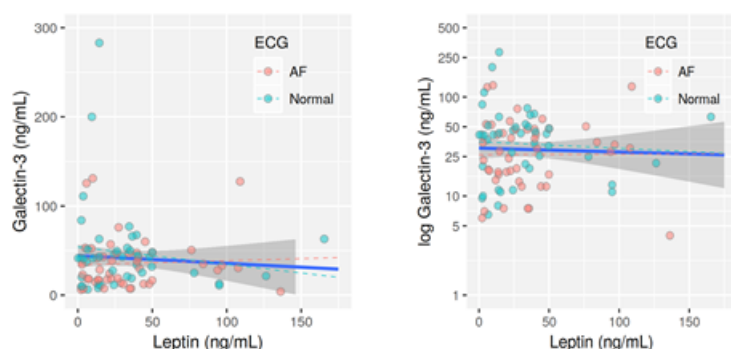 ECG
AF
Normal
300
200
100
0
Galectin-3 (ng/mL)
0
50
100
150
Leptin (ng/mL)
ECG
AF
Normal
500
100
50
25
10
5
1
log Galectin-3 (ng/mL)
0
50
100
150
Leptin (ng/mL)